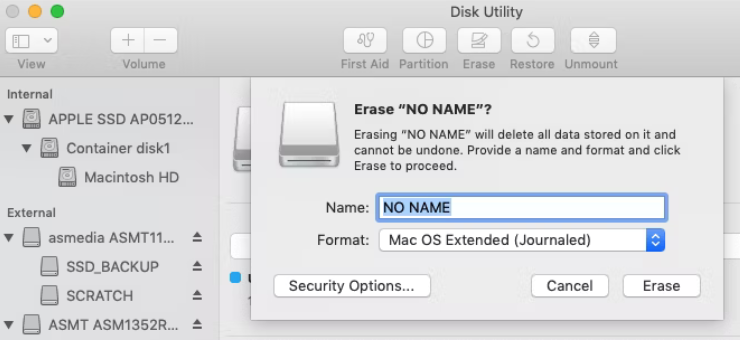 Disk Utility
View
Volume
First Aid
Partition
Erase
Restore
Unmount
Internal
APPLE SSD AP0512...
Container disk1
Macintosh HD
External
asmedia ASMT11...
SSD_BACKUP
SCRATCH
ASMT ASM1352R...
Erase “NO NAME”?
Erasing “NO NAME” will delete all data stored on it and
cannot be undone. Provide a name and format and click
Erase to proceed.
Name: NO NAME
Format: Mac OS Extended (Journaled)
Security Options...
Cancel
Erase